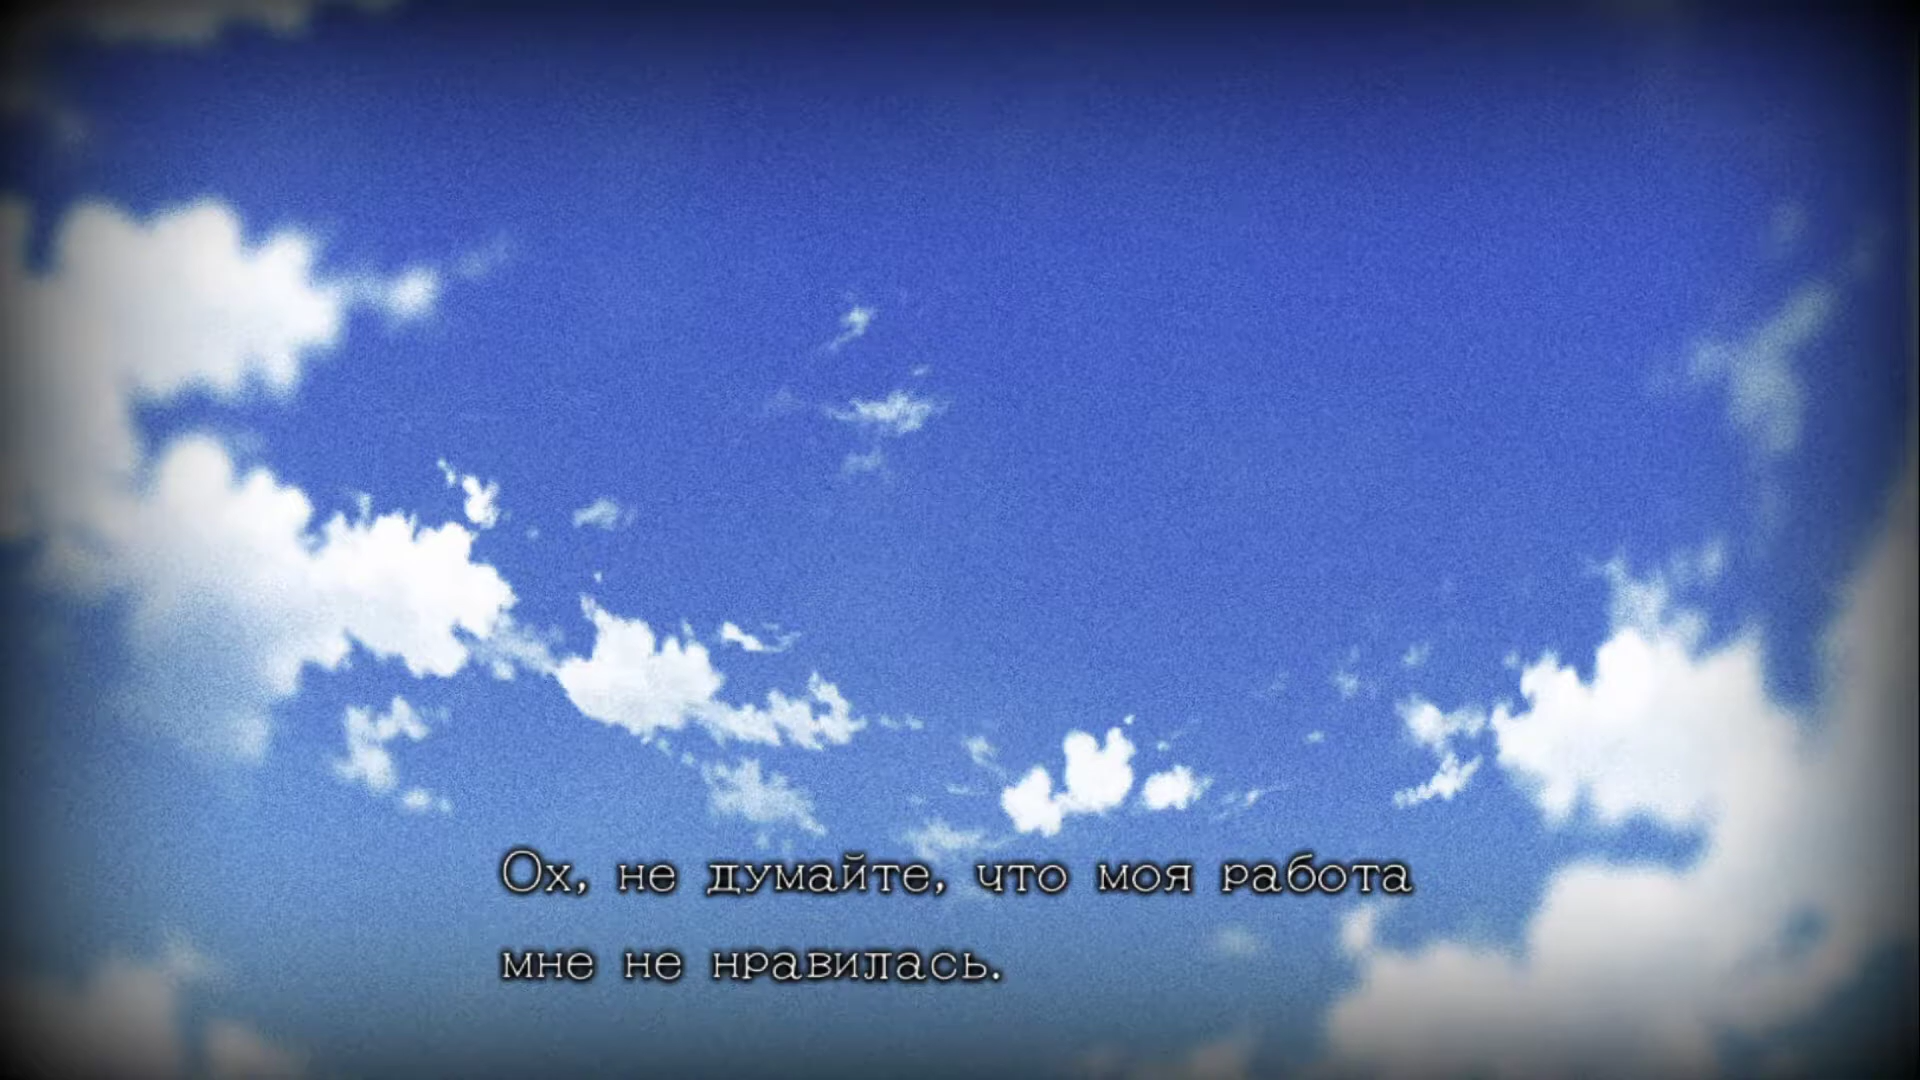 Ох, не думайте, что моя работа
мне не нравилась.